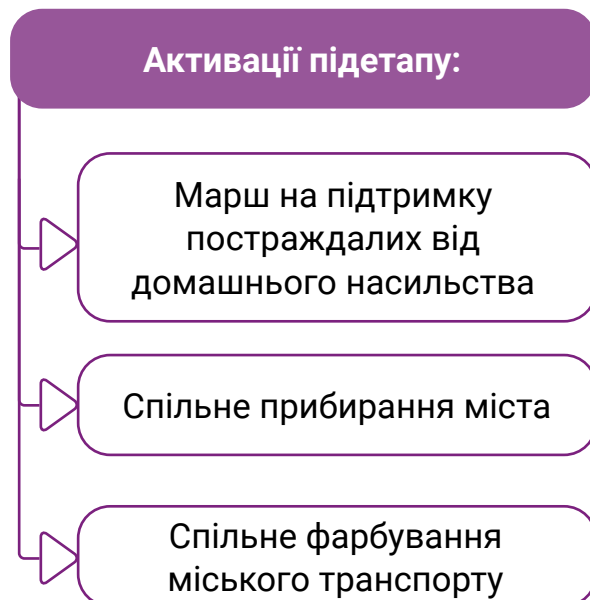 Активації підетапу:
Марш на підтримку
постраждалих від
домашнього насильства
Спільне прибирання міста
Спільне фарбування
міського транспорту